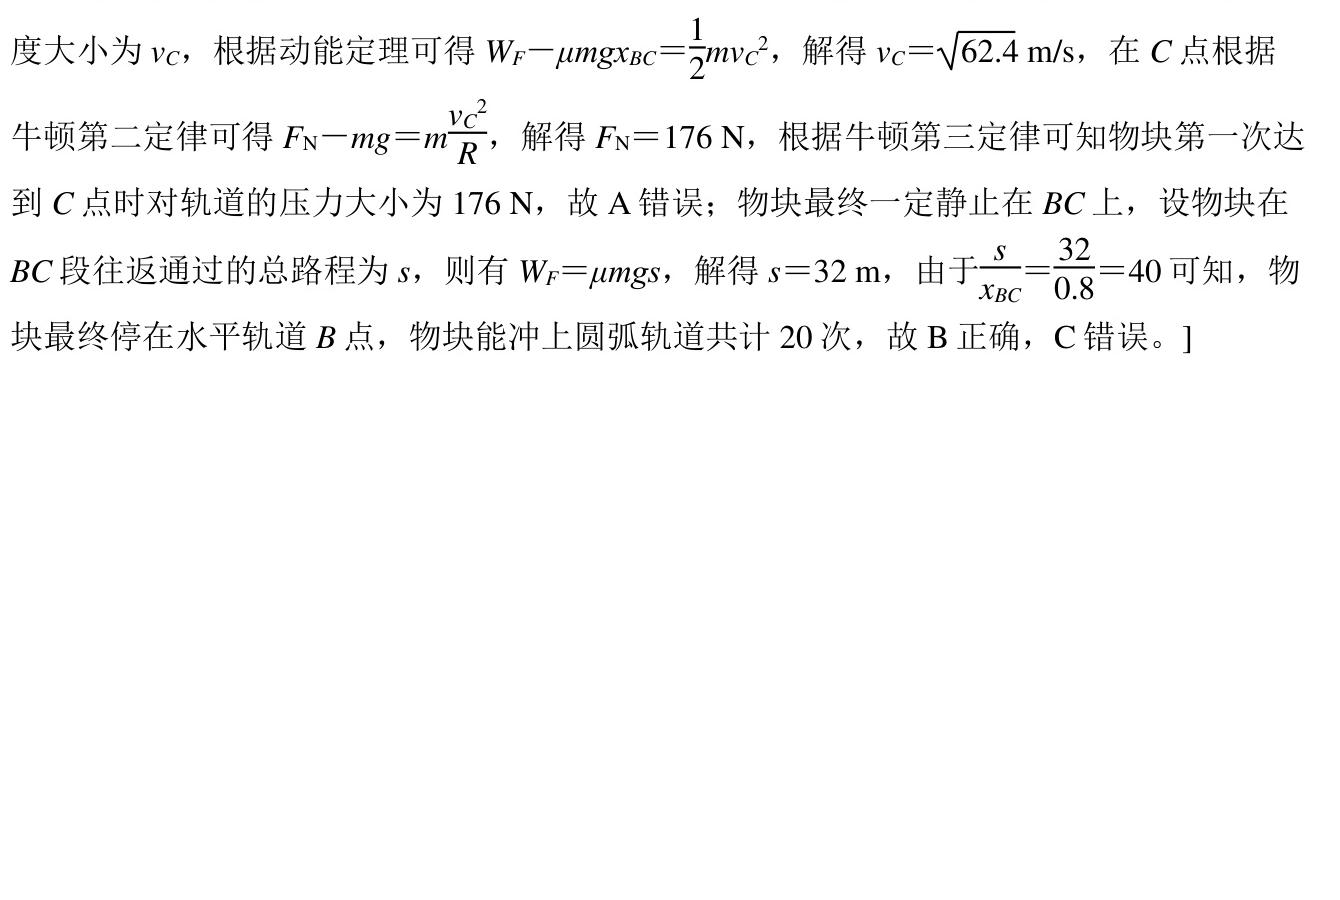 度大小为 vC，根据动能定理可得 WF－μmgxBC＝1/2mvC²，解得 vC＝√62.4 m/s，在 C 点根据
牛顿第二定律可得 FN－mg＝mvC²/R，解得 FN＝176 N，根据牛顿第三定律可知物块第一次达
到 C 点时对轨道的压力大小为 176 N，故 A 错误；物块最终一定静止在 BC 上，设物块在
BC 段往返通过的总路程为 s，则有 WF＝μmgs，解得 s＝32 m，由于s/xBC＝32/0.8＝40 可知，物
块最终停在水平轨道 B 点，物块能冲上圆弧轨道共计 20 次，故 B 正确，C 错误。]